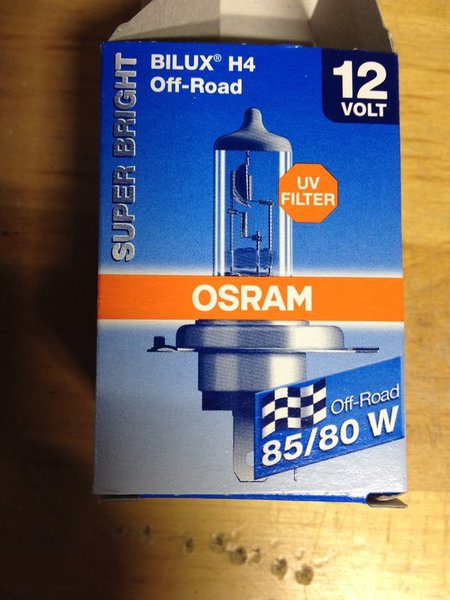 SUPER BRIGHT
BILUX® H4
Off-Road
12
VOLT
UV
FILTER
OSRAM
Off-Road
85/80 W